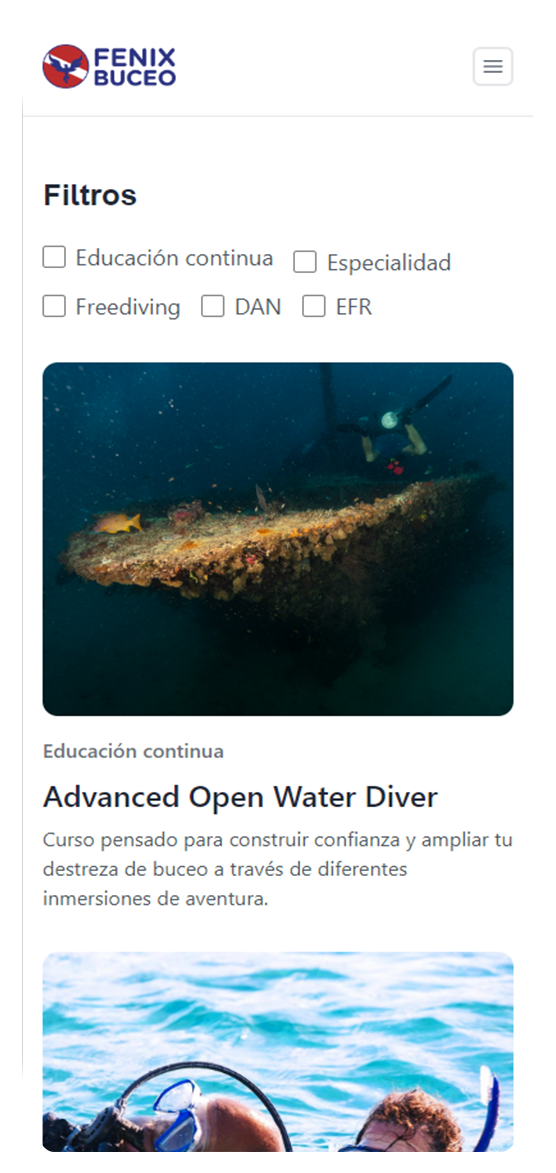 FENIX
BUCEO
Filtros
Educación continua Especialidad
Freediving DAN EFR
Educación continua
Advanced Open Water Diver
Curso pensado para construir confianza y ampliar tu
destreza de buceo a través de diferentes
inmersiones de aventura.